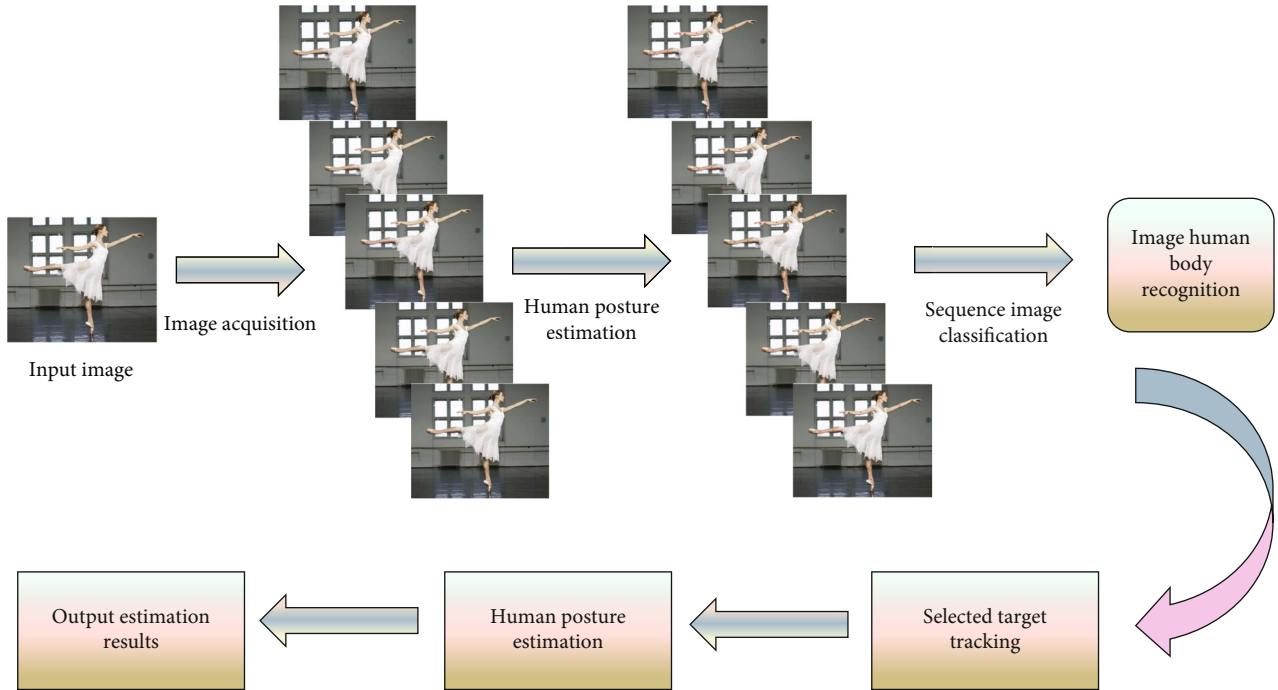 Input image
Image acquisition
Human posture
estimation
Sequence image
classification
Image human
body
recognition
Selected target
tracking
Human posture
estimation
Output estimation
results